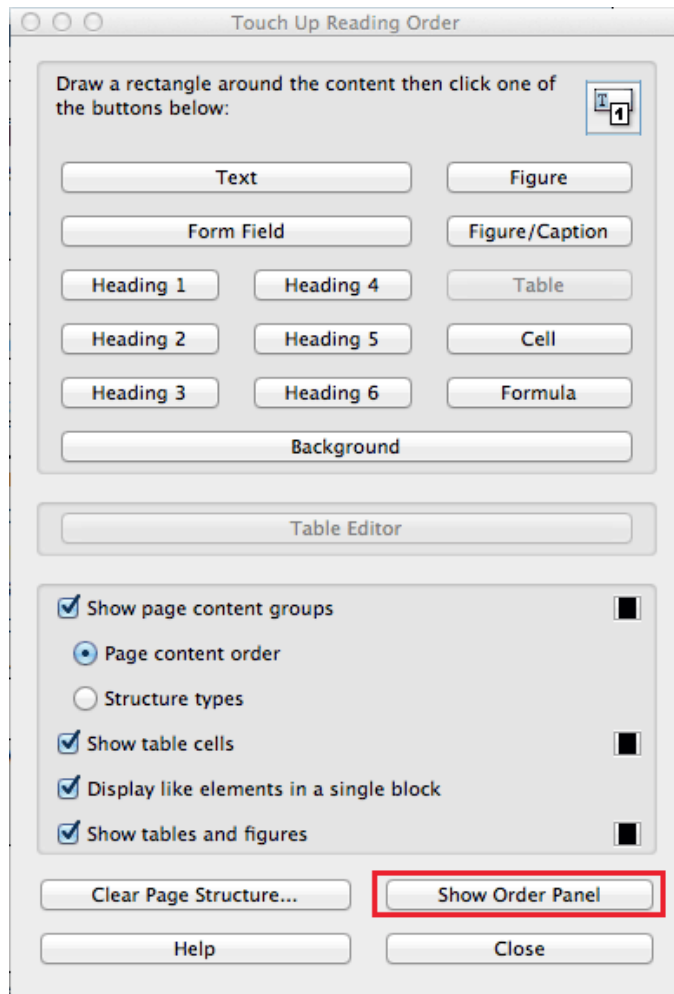 Touch Up Reading Order
Draw a rectangle around the content then click one of
the buttons below:
T
1
Text
Figure
Form Field
Figure/Caption
Heading 1
Heading 4
Table
Heading 2
Heading 5
Cell
Heading 3
Heading 6
Formula
Background
Table Editor
Show page content groups
Page content order
Structure types
Show table cells
Display like elements in a single block
Show tables and figures
Clear Page Structure...
Show Order Panel
Help
Close